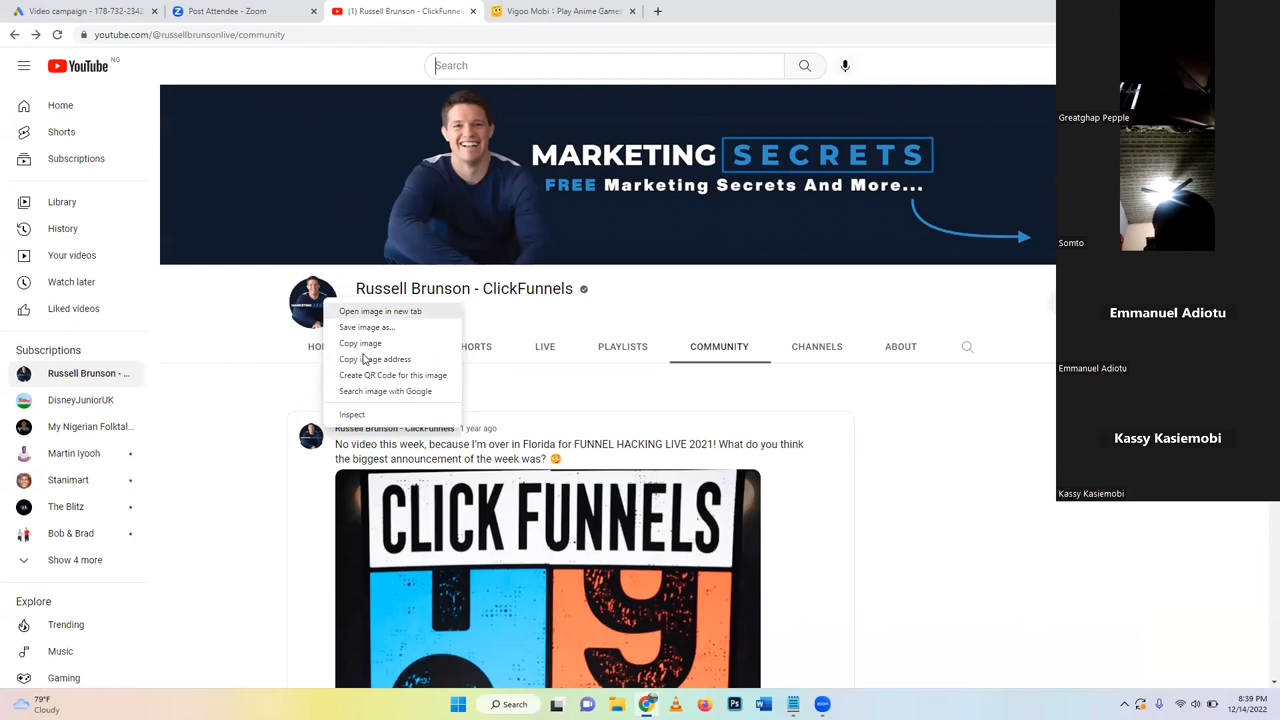 Video campaign - 178-732-234
Post Attendee - Zoom
(1) Russell Brunson - ClickFunnel
Vigoo Mobi : Play Anime Games
youtube.com/@russellbrunsonlive/community
YouTube NG
Search
Home
Shorts
Subscriptions
Library
History
Your videos
Watch later
Liked videos
Subscriptions
Russell Brunson - ...
DisneyJuniorUK
My Nigerian Folktal...
Martin Iyooh
Stanimart
The Blitz
Bob & Brad
Show 4 more
Explore
Trending
Music
Gaming
MARKETING SECRETS
FREE Marketing Secrets And More...
Russell Brunson - ClickFunnels
LIVE
PLAYLISTS
COMMUNITY
CHANNELS
ABOUT
Open image in new tab
Save image as...
Copy image
Copy image address
Create QR Code for this image
Search image with Google
Inspect
Russell Brunson - ClickFunnels 1 year ago
No video this week, because I'm over in Florida for FUNNEL HACKING LIVE 2021! What do you think
the biggest announcement of the week was?
CLICK FUNNELS
Greatghap Pepple
Somto
Emmanuel Adiotu
Emmanuel Adiotu
Kassy Kasiemobi
Kassy Kasiemobi
79°F
Cloudy
Search
8:39 PM
12/14/2022